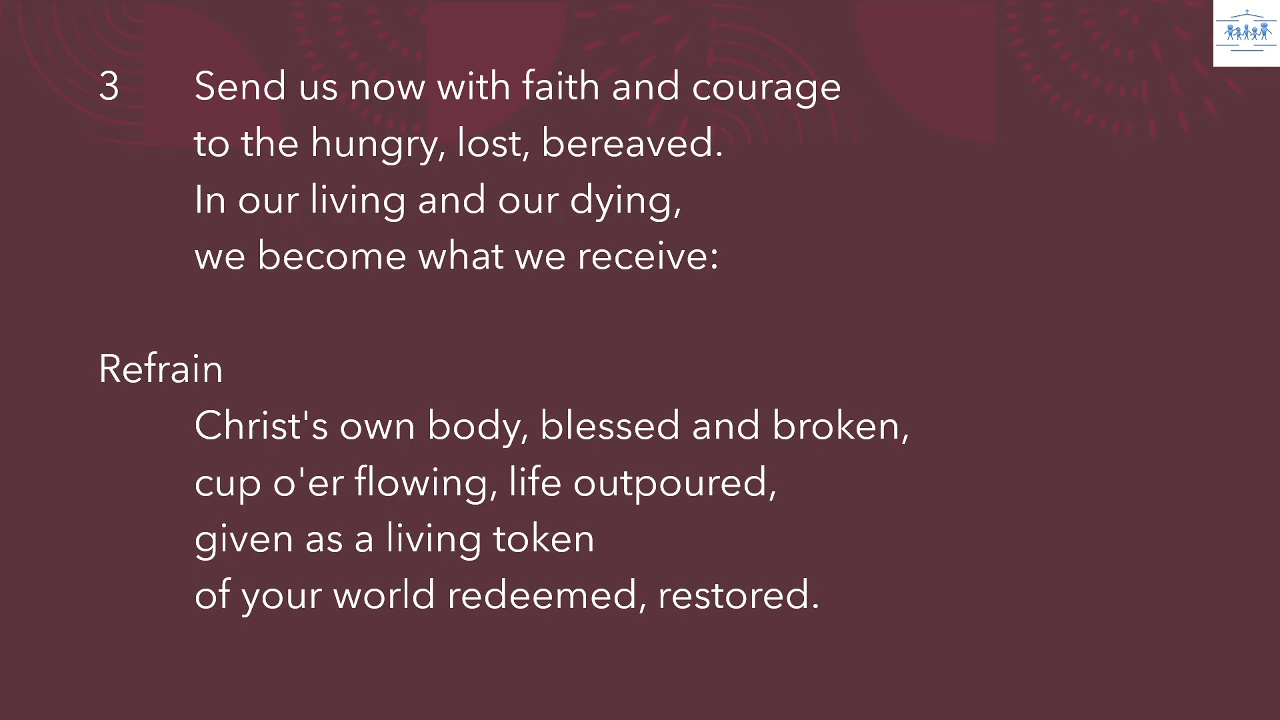 3 Send us now with faith and courage
to the hungry, lost, bereaved.
In our living and our dying,
we become what we receive:
Refrain
Christ's own body, blessed and broken,
cup o'er flowing, life outpoured,
given as a living token
of your world redeemed, restored.